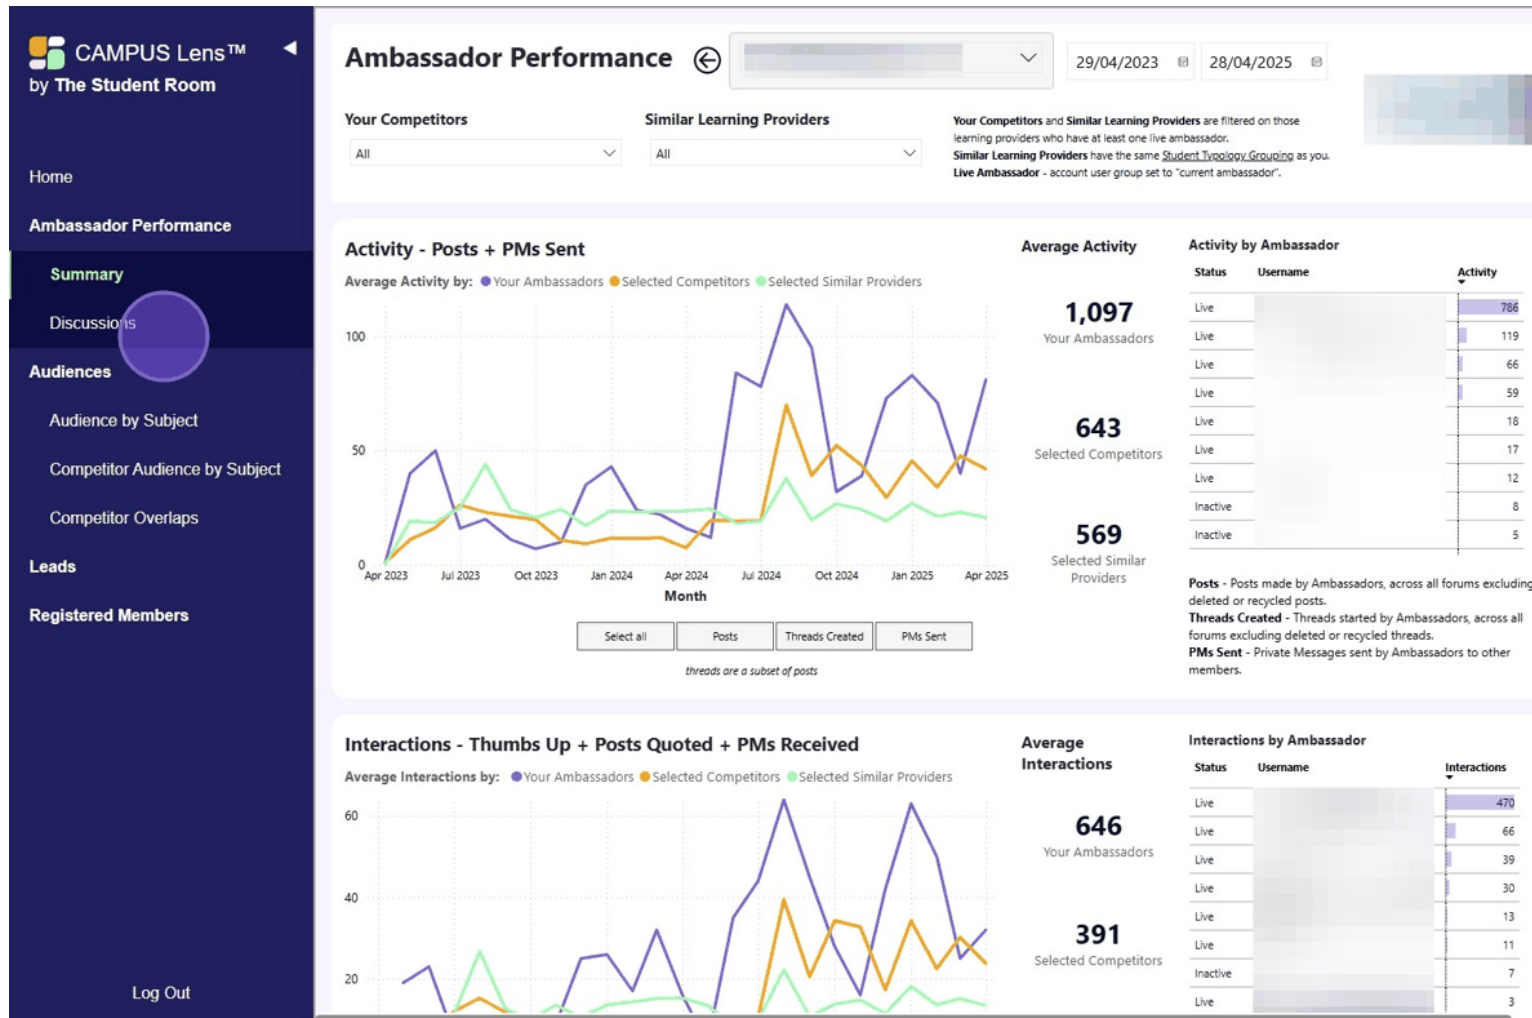 CAMPUS Lens™
by The Student Room
Home
Ambassador Performance
Summary
Discussions
Audiences
Audience by Subject
Competitor Audience by Subject
Competitor Overlaps
Leads
Registered Members
Log Out
Ambassador Performance
29/04/2023
28/04/2025
Your Competitors
All
Similar Learning Providers
All
Your Competitors and Similar Learning Providers are filtered on those
learning providers who have at least one live ambassador.
Similar Learning Providers have the same Student Typology Grouping as you.
Live Ambassador - account user group set to "current ambassador".
Activity - Posts + PMs Sent
Average Activity by: Your Ambassadors Selected Competitors Selected Similar Providers
100
50
0
Apr 2023 Jul 2023 Oct 2023 Jan 2024 Apr 2024 Jul 2024 Oct 2024 Jan 2025 Apr 2025
Month
Select all Posts Threads Created PMs Sent
threads are a subset of posts
Average Activity
1,097
Your Ambassadors
643
Selected Competitors
569
Selected Similar
Providers
Activity by Ambassador
Status Username Activity
Live 786
Live 119
Live 66
Live 59
Live 18
Live 17
Live 12
Inactive 8
Inactive 5
Posts - Posts made by Ambassadors, across all forums excluding
deleted or recycled posts.
Threads Created - Threads started by Ambassadors, across all
forums excluding deleted or recycled threads.
PMs Sent - Private Messages sent by Ambassadors to other
members.
Interactions - Thumbs Up + Posts Quoted + PMs Received
Average Interactions by: Your Ambassadors Selected Competitors Selected Similar Providers
60
40
20
Average
Interactions
646
Your Ambassadors
391
Selected Competitors
Interactions by Ambassador
Status Username Interactions
Live 470
Live 66
Live 39
Live 30
Live 13
Live 11
Inactive 7
Live 3